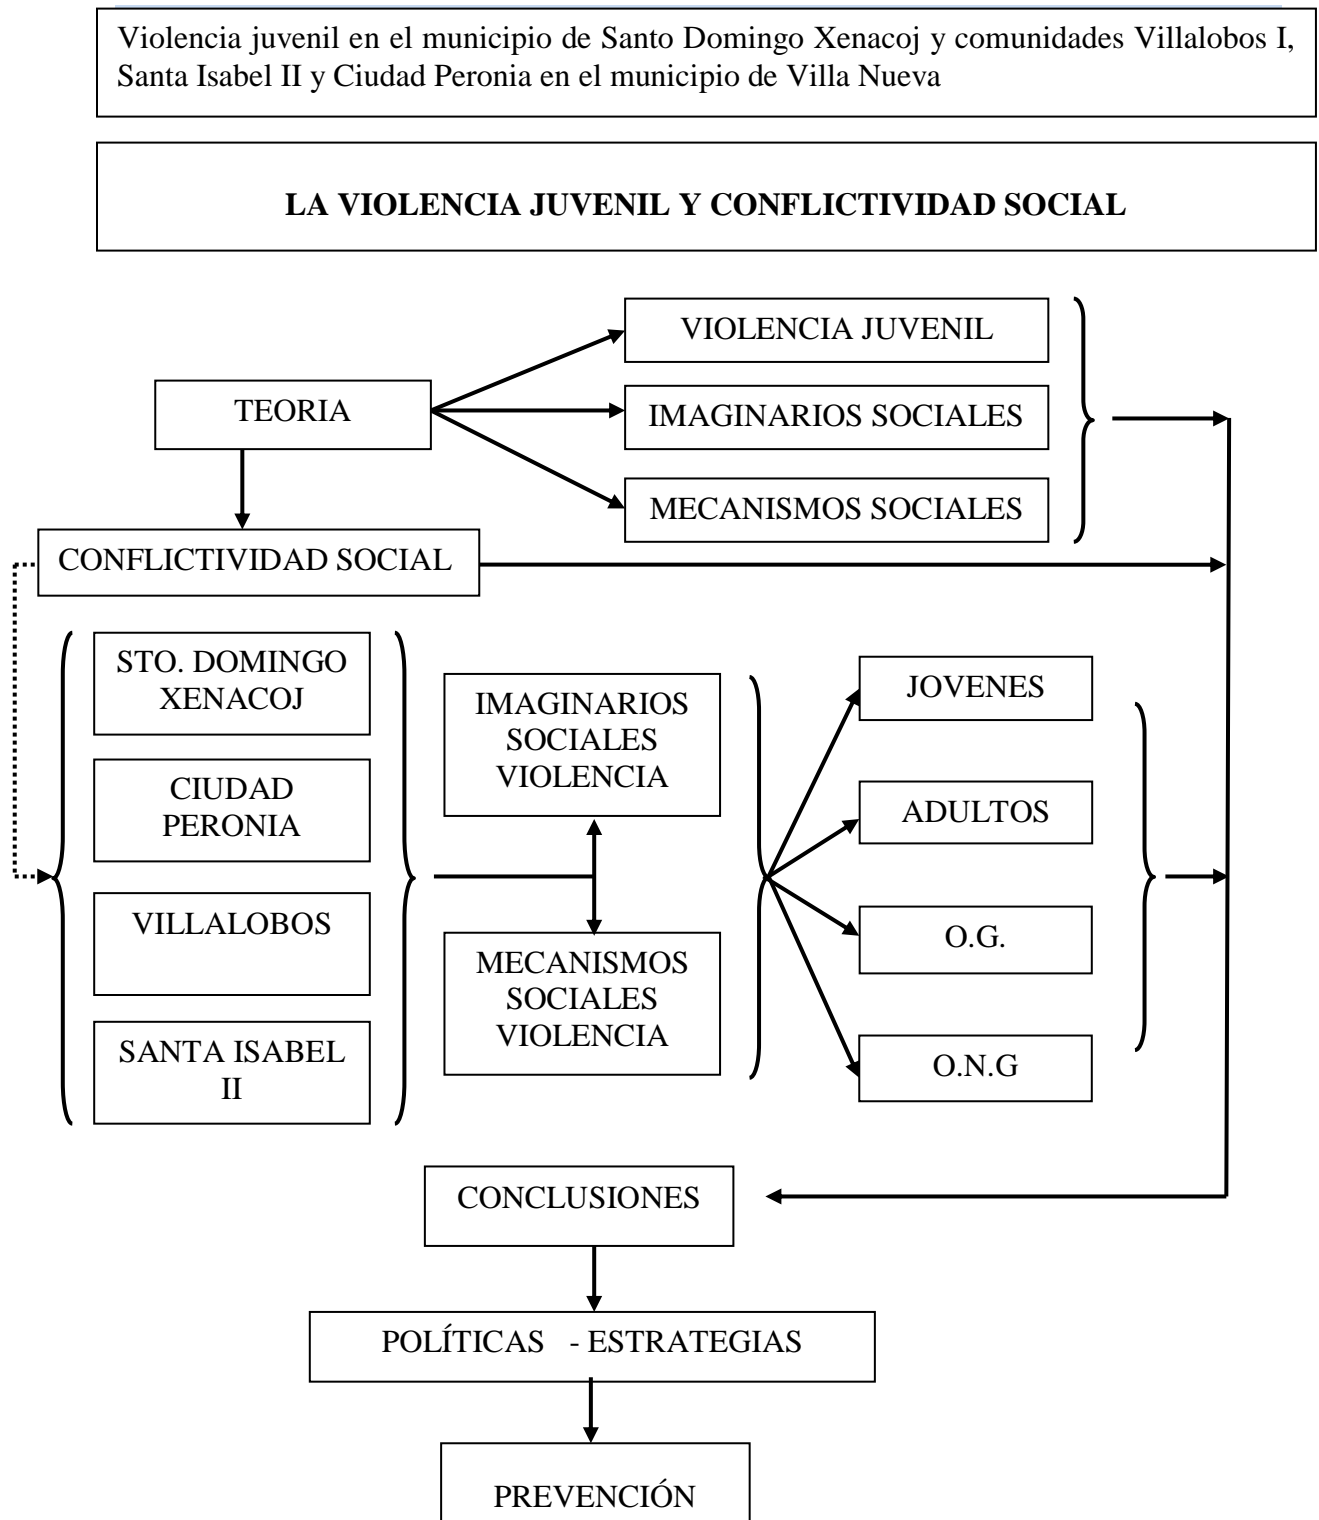 Violencia juvenil en el municipio de Santo Domingo Xenacoj y comunidades Villalobos I,
Santa Isabel II y Ciudad Peronia en el municipio de Villa Nueva
LA VIOLENCIA JUVENIL Y CONFLICTIVIDAD SOCIAL
VIOLENCIA JUVENIL
TEORIA
IMAGINARIOS SOCIALES
MECANISMOS SOCIALES
CONFLICTIVIDAD SOCIAL
STO. DOMINGO
XENACOJ
CIUDAD
PERONIA
VILLALOBOS
SANTA ISABEL
II
IMAGINARIOS
SOCIALES
VIOLENCIA
MECANISMOS
SOCIALES
VIOLENCIA
JOVENES
ADULTOS
O.G.
O.N.G
CONCLUSIONES
POLÍTICAS - ESTRATEGIAS
PREVENCIÓN